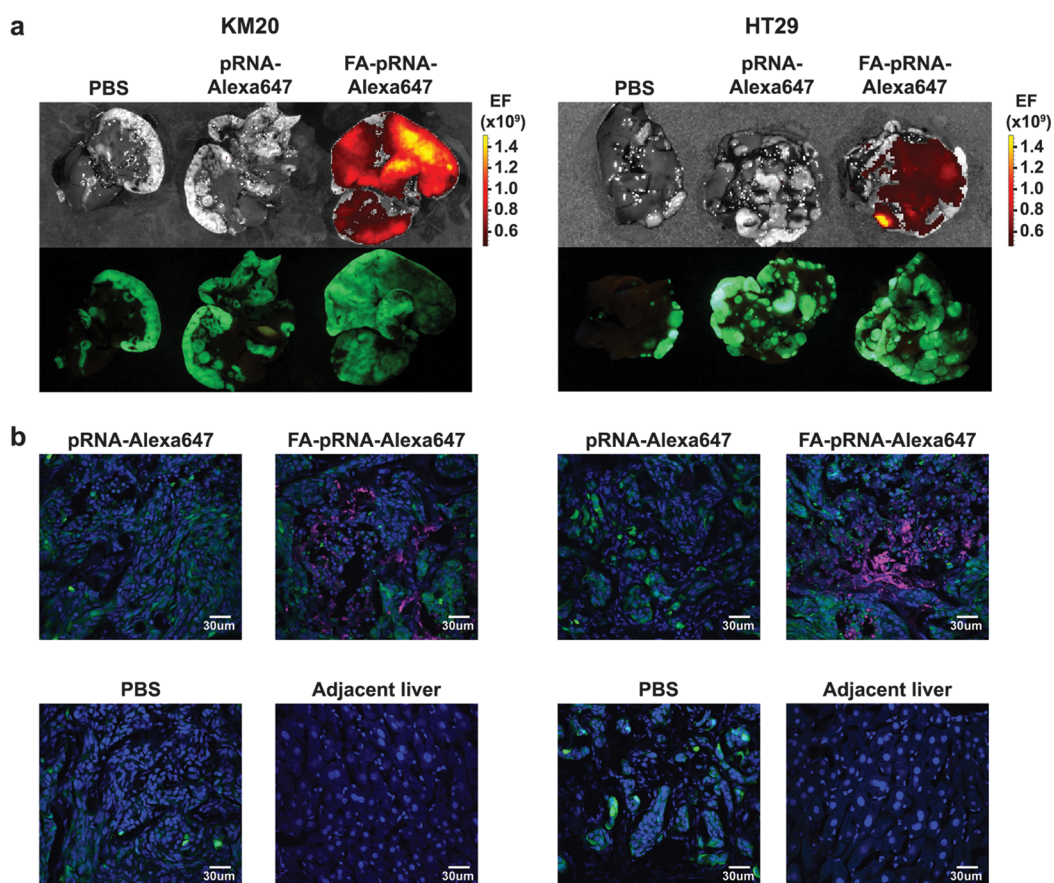 a
KM20
HT29
PBS
pRNA-
Alexa647
FA-pRNA-
Alexa647
EF
(x10⁹)
1.4
1.2
1.0
0.8
0.6
PBS
pRNA-
Alexa647
FA-pRNA-
Alexa647
EF
(x10⁹)
1.4
1.2
1.0
0.8
0.6
b
pRNA-Alexa647
FA-pRNA-Alexa647
pRNA-Alexa647
FA-pRNA-Alexa647
30um
30um
30um
30um
PBS
Adjacent liver
PBS
Adjacent liver
30um
30um
30um
30um